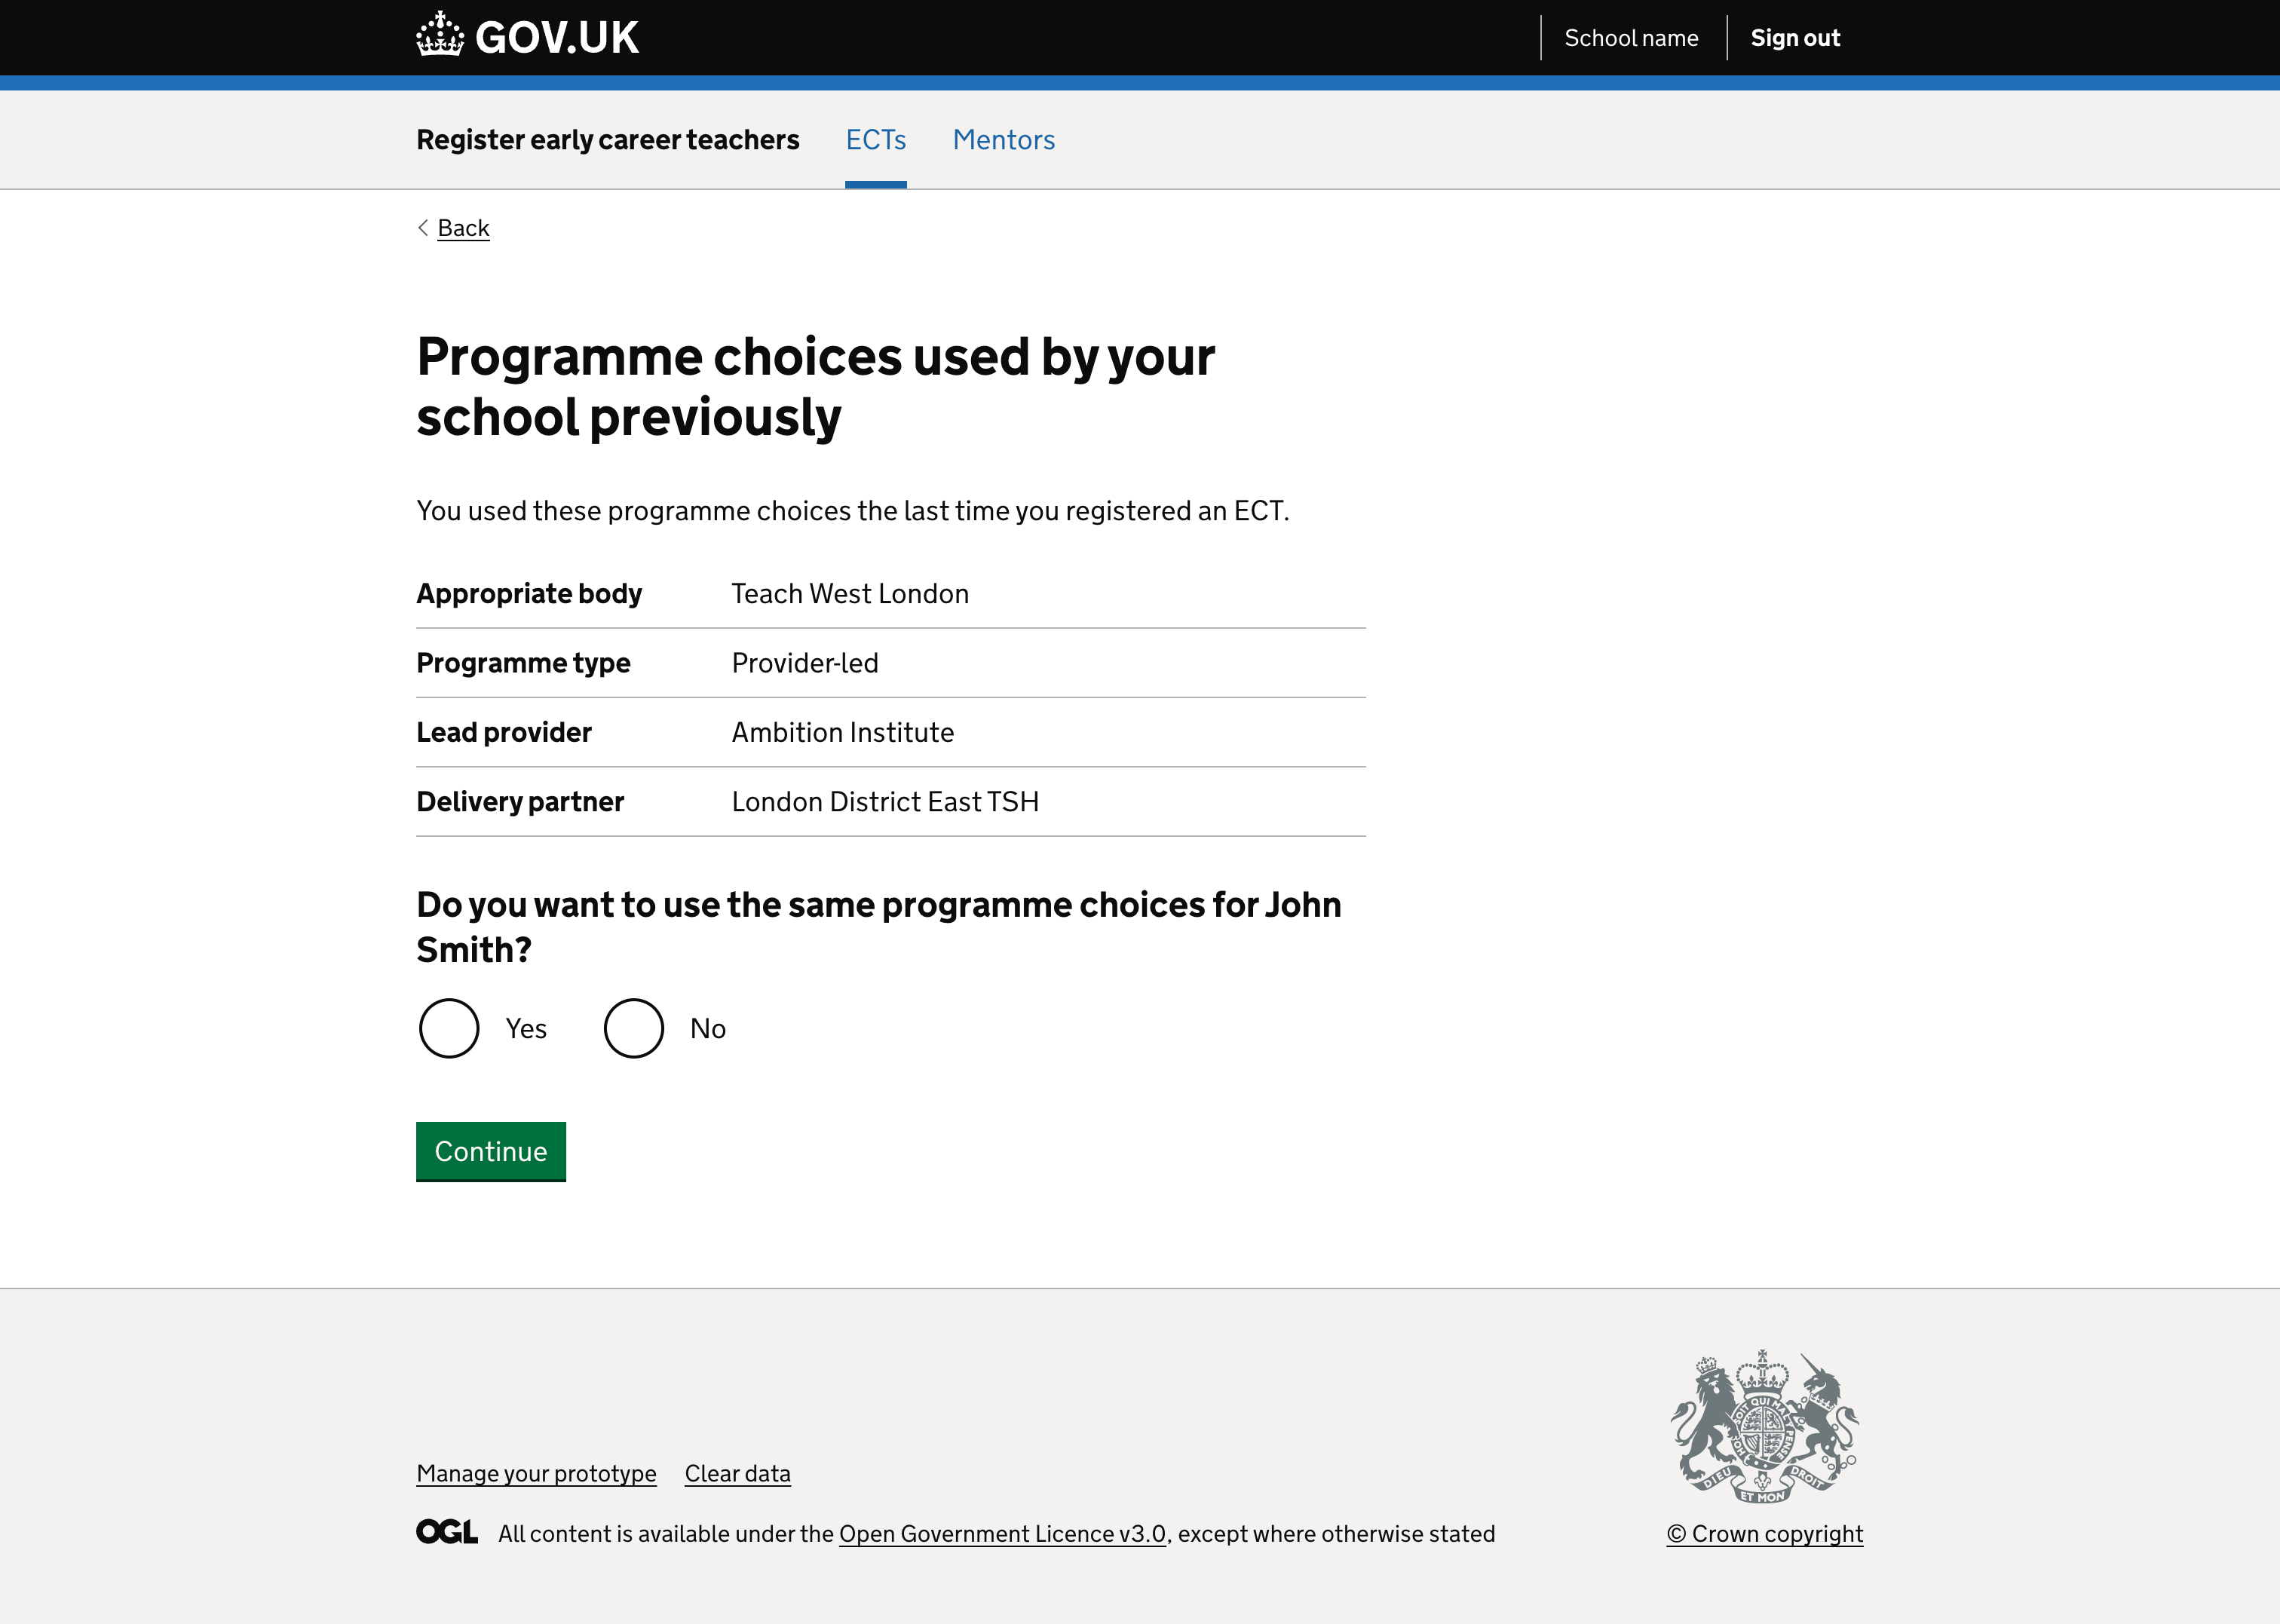 GOV.UK
School name
Sign out
Register early career teachers
ECTs
Mentors
Back
Programme choices used by your
school previously
You used these programme choices the last time you registered an ECT.
Appropriate body Teach West London
Programme type Provider-led
Lead provider Ambition Institute
Delivery partner London District East TSH
Do you want to use the same programme choices for John
Smith?
Yes No
Continue
Manage your prototype Clear data
OGL All content is available under the Open Government Licence v3.0, except where otherwise stated
DIEU ET MON DROIT
© Crown copyright